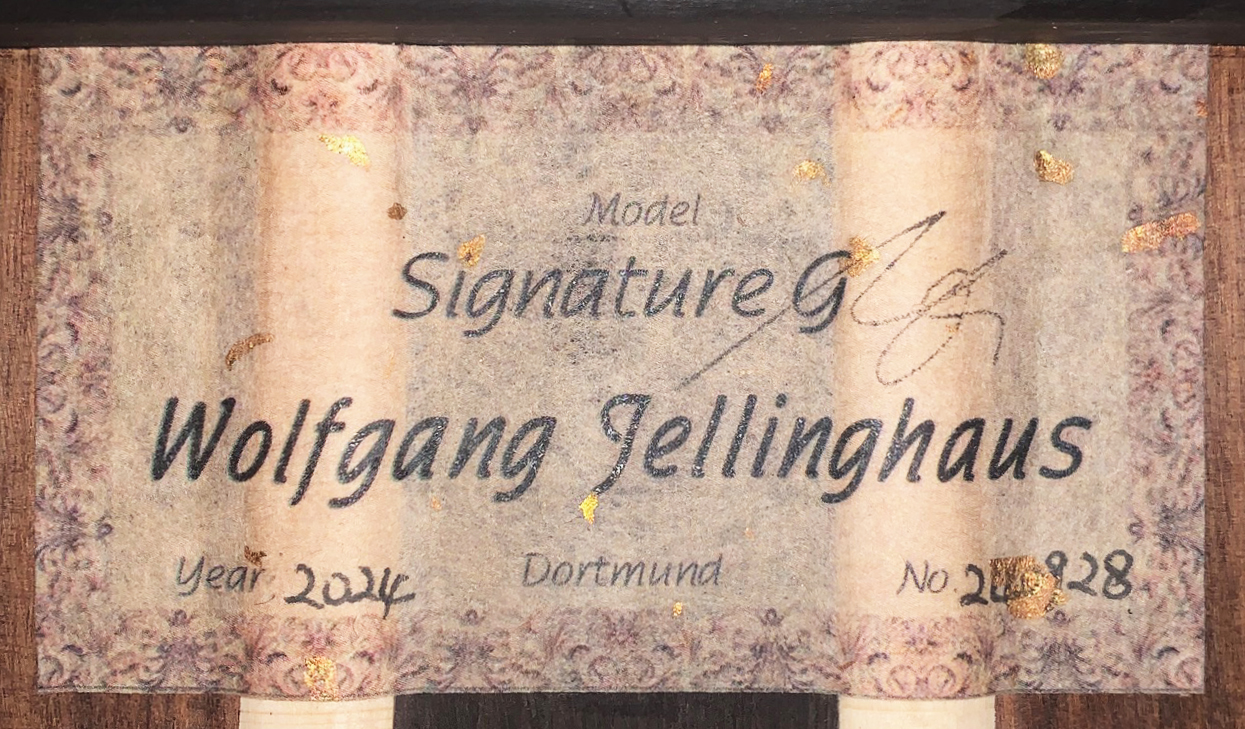 Model
Signature G
Wolfgang Jellinghaus
Year: 2024 Dortmund No.